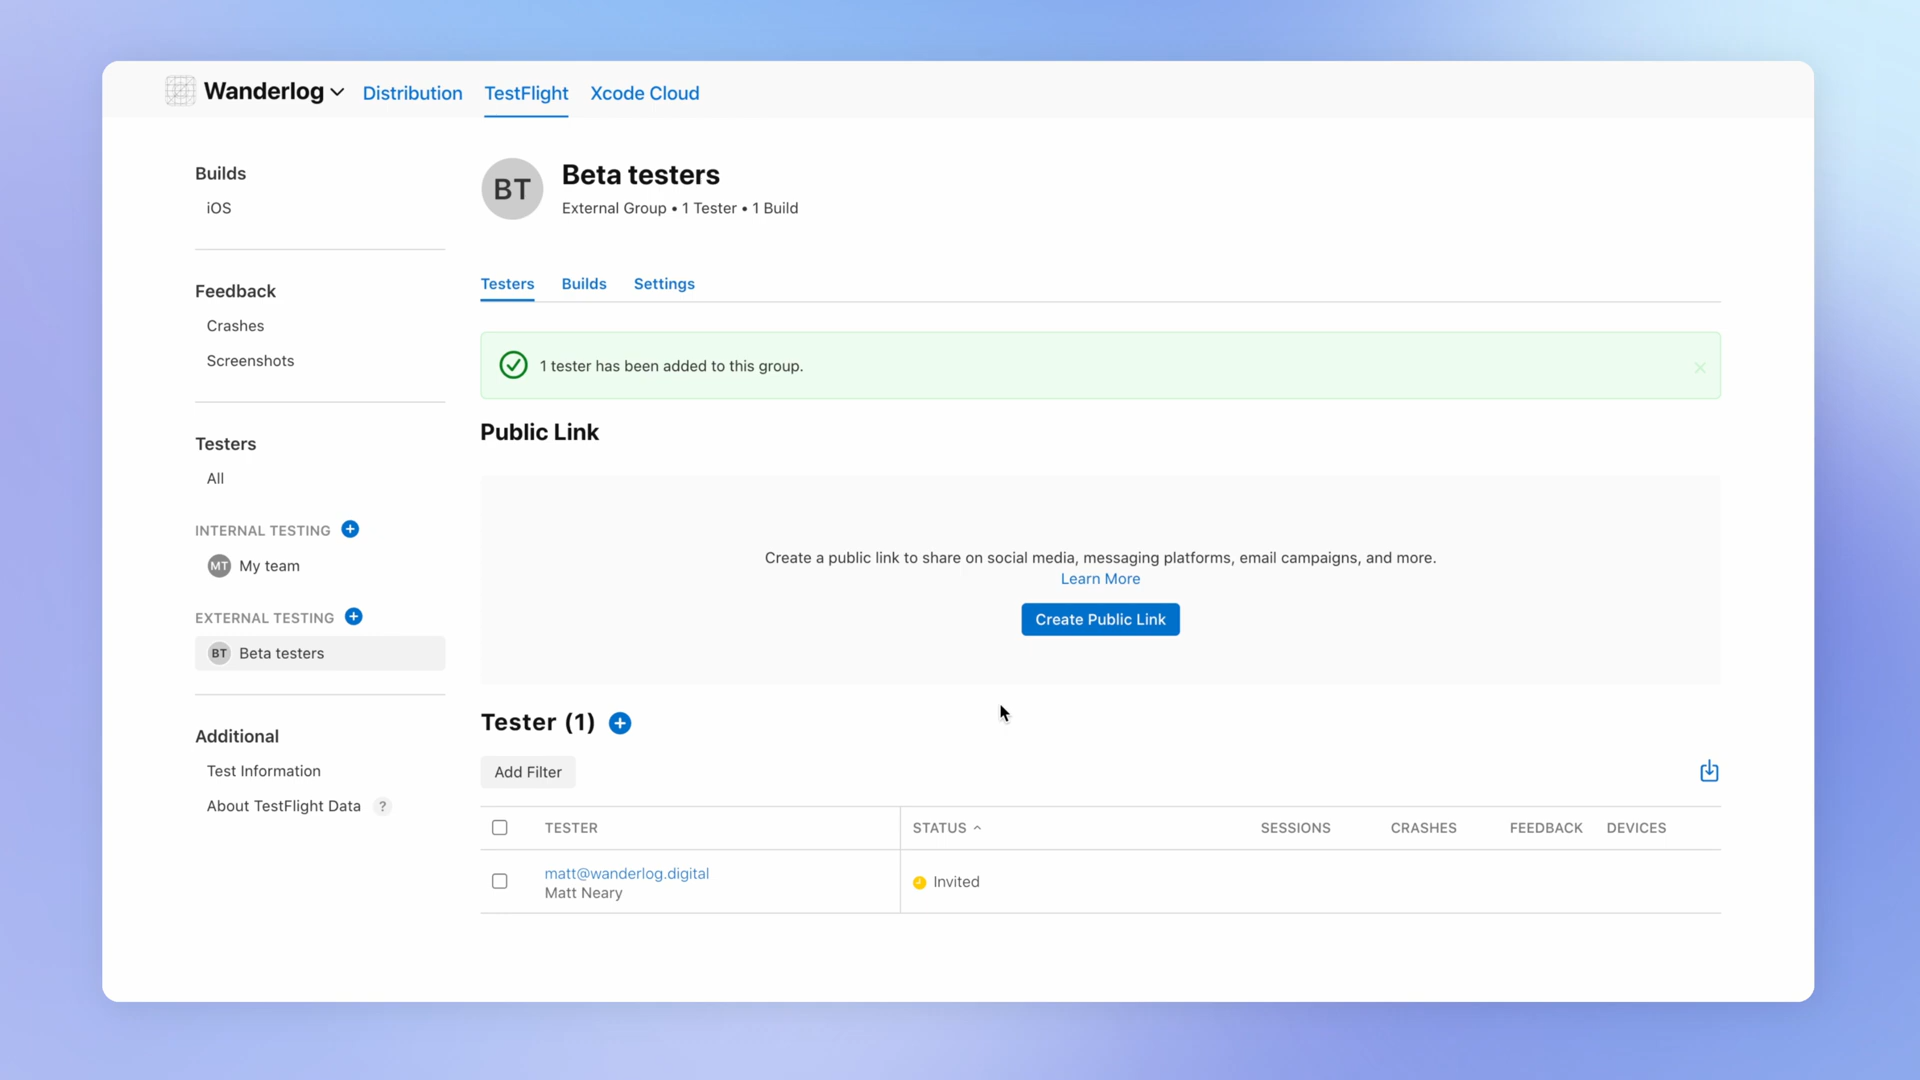 Wanderlog
Distribution
TestFlight
Xcode Cloud
Builds
iOS
Feedback
Crashes
Screenshots
Testers
All
INTERNAL TESTING
MT My team
EXTERNAL TESTING
BT Beta testers
Additional
Test Information
About TestFlight Data ?
BT
Beta testers
External Group • 1 Tester • 1 Build
Testers
Builds
Settings
1 tester has been added to this group.
Public Link
Create a public link to share on social media, messaging platforms, email campaigns, and more.
Learn More
Create Public Link
Tester (1)
Add Filter
TESTER STATUS SESSIONS CRASHES FEEDBACK DEVICES
matt@wanderlog.digital
Matt Neary
Invited